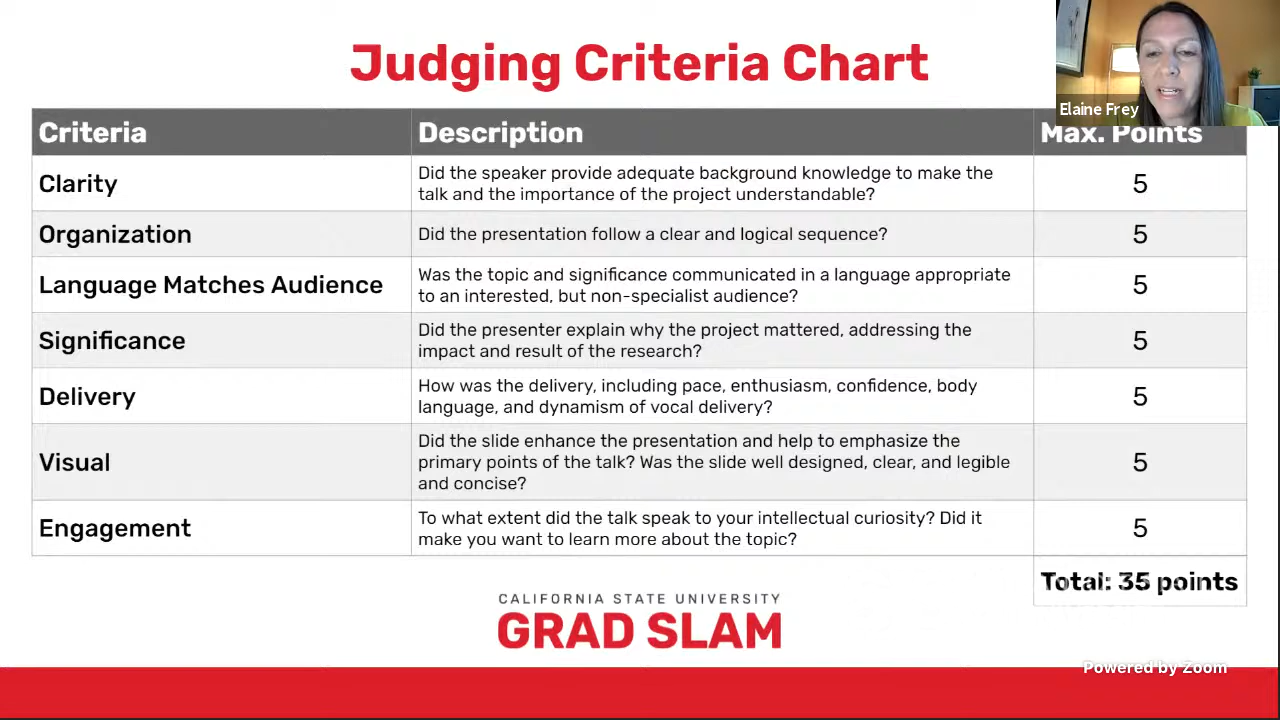 Judging Criteria Chart
Elaine Frey
Criteria
Description
Max. Points
Clarity
Did the speaker provide adequate background knowledge to make the
talk and the importance of the project understandable?
5
Organization
Did the presentation follow a clear and logical sequence?
5
Language Matches Audience
Was the topic and significance communicated in a language appropriate
to an interested, but non-specialist audience?
5
Significance
Did the presenter explain why the project mattered, addressing the
impact and result of the research?
5
Delivery
How was the delivery, including pace, enthusiasm, confidence, body
language, and dynamism of vocal delivery?
5
Visual
Did the slide enhance the presentation and help to emphasize the
primary points of the talk? Was the slide well designed, clear, and legible
and concise?
5
Engagement
To what extent did the talk speak to your intellectual curiosity? Did it
make you want to learn more about the topic?
5
Total: 35 points
CALIFORNIA STATE UNIVERSITY
GRAD SLAM
Powered by Zoom